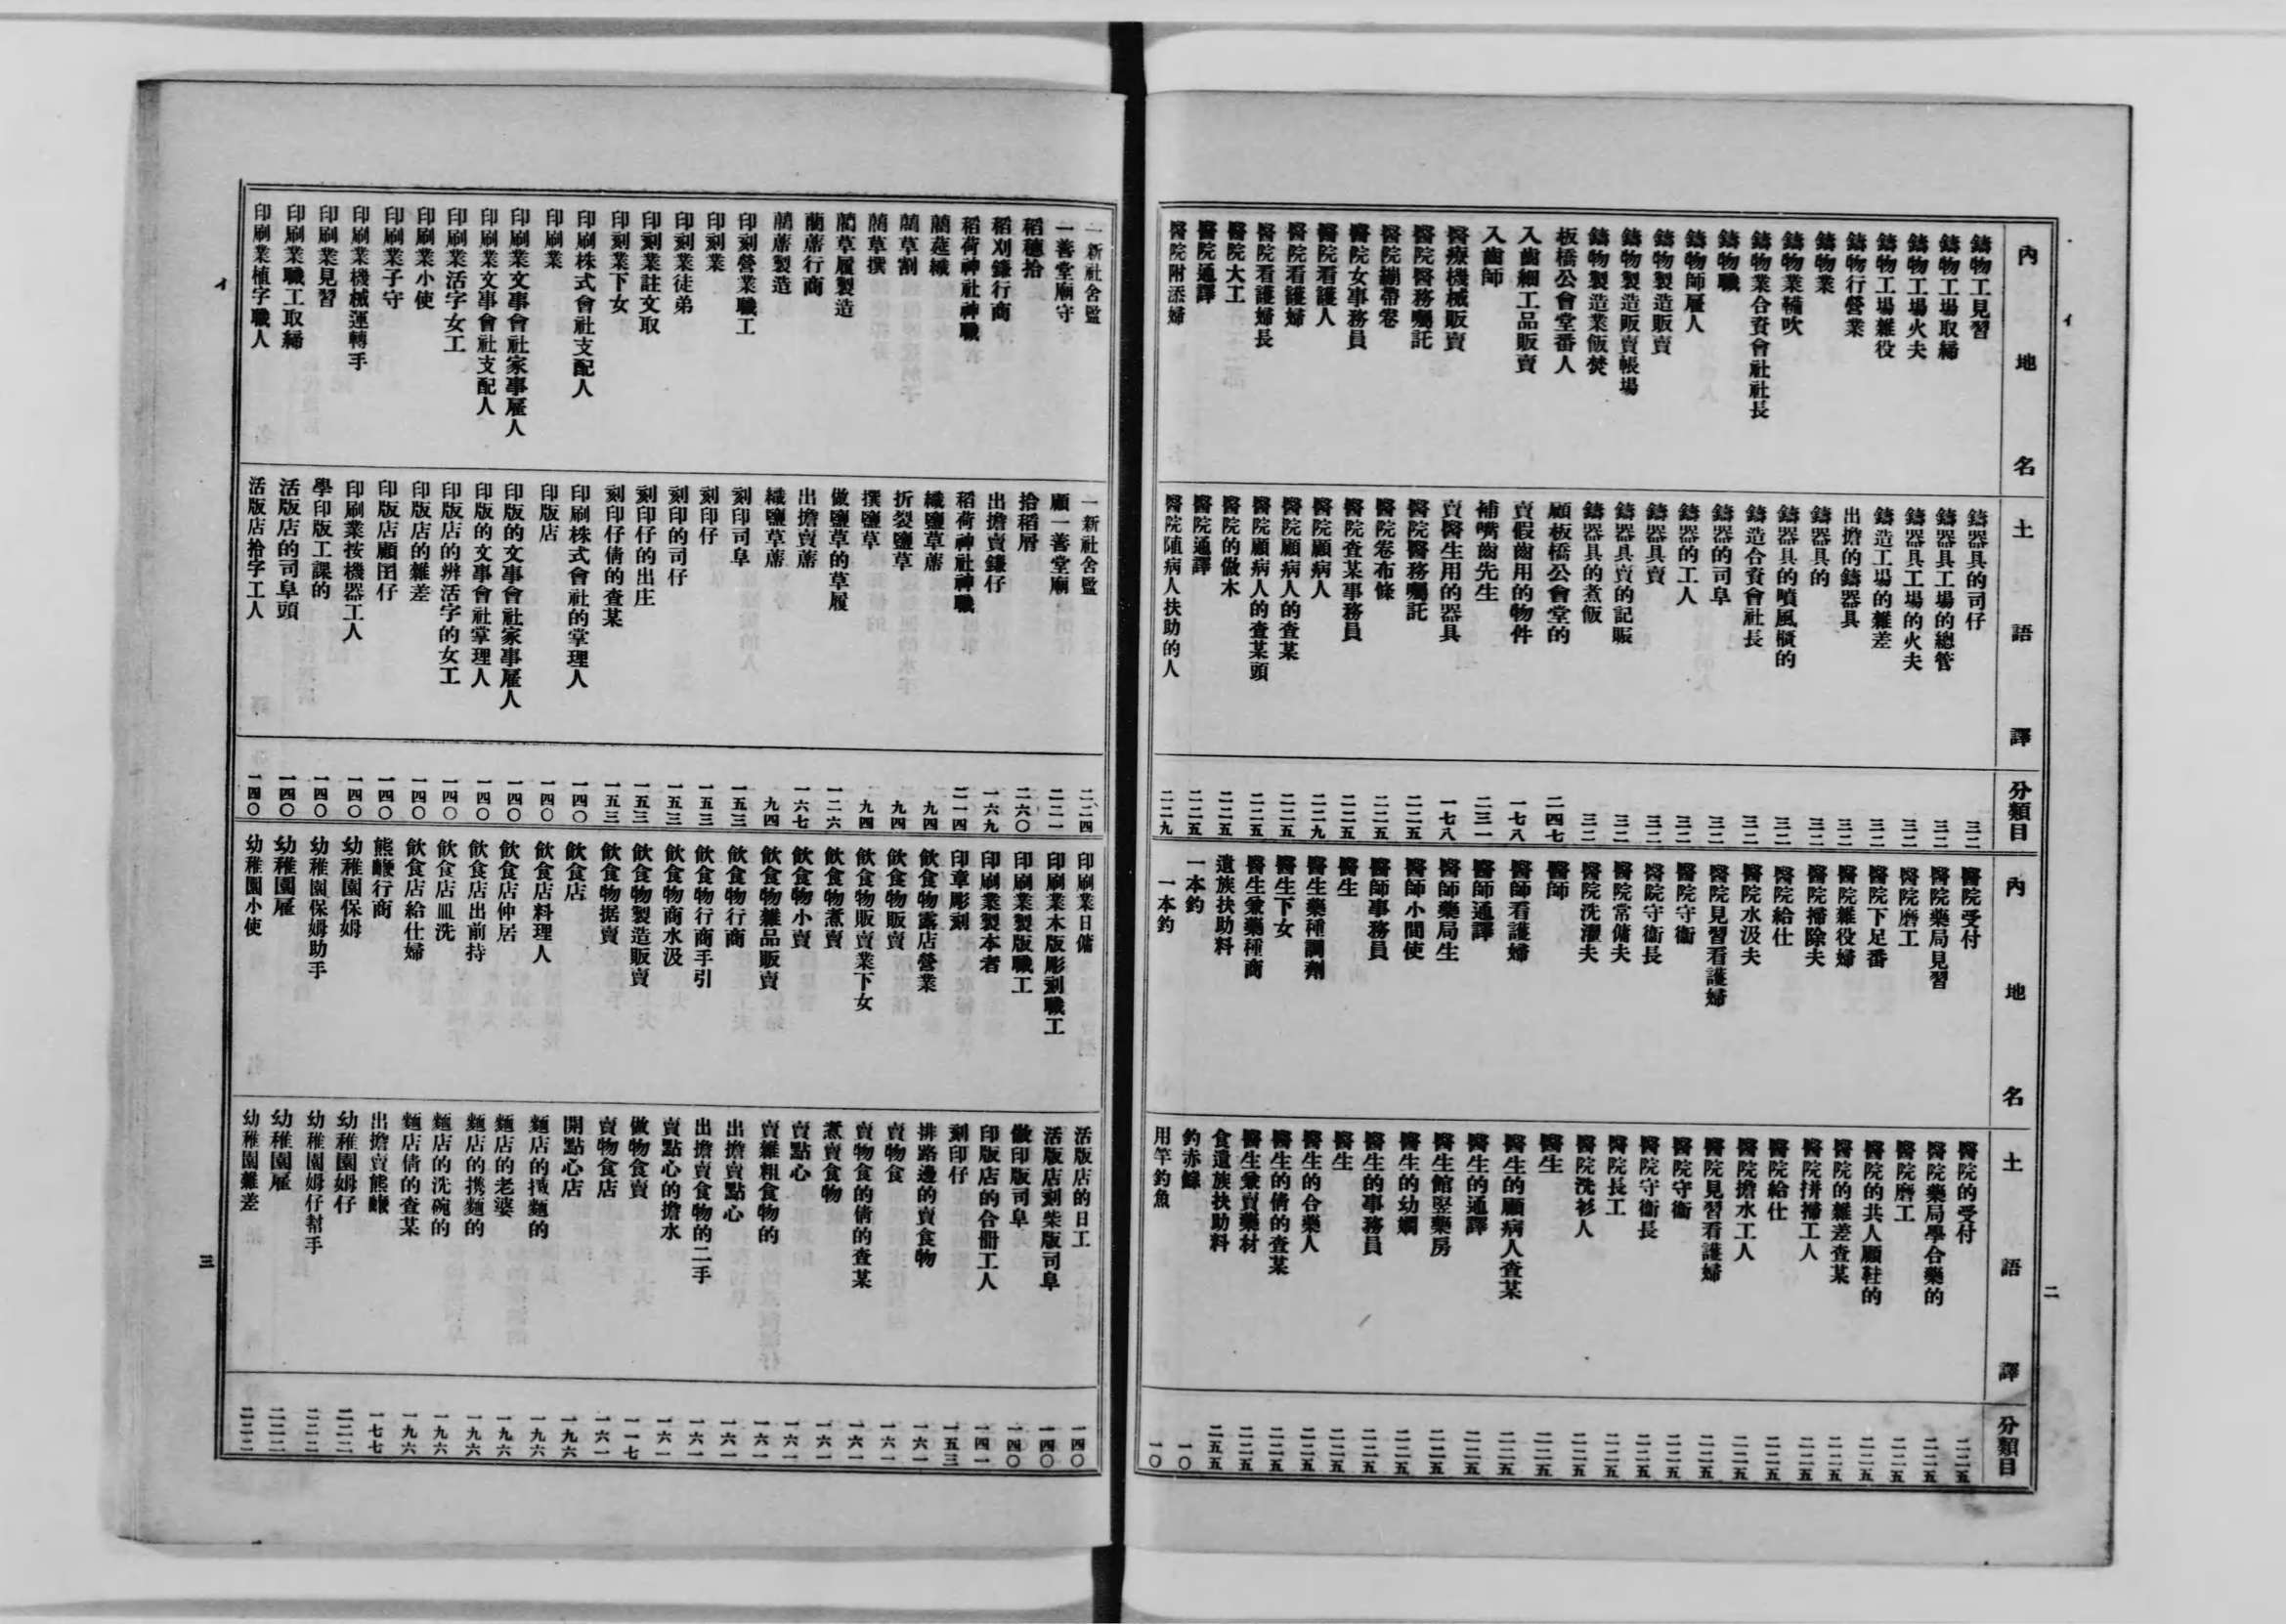 イ
二
內地名 土語譯 分類目
鑄物工見習 鑄器具的司仔 三二
鑄物工場取締 鑄器具工場的總管 三二
鑄物工場火夫 鑄器具工場的火夫 三二
鑄物工場雜役 鑄造工場的雜差 三二
鑄物行營業 出擔的鑄器具 三二
鑄物業 鑄器具的 三二
鑄物業鞴吹 鑄器具的噴風櫃的 三二
鑄物業合資會社社長 鑄造合資會社長 三二
鑄物職 鑄器的司阜 三二
鑄物師雇人 鑄器的工人 三二
鑄物製造販賣 鑄器具賣 三二
鑄物製造販賣帳場 鑄器具賣的記賬 三二
鑄物製造業飯焚 鑄器具的煮飯 三二
板橋公會堂番人 顧板橋公會堂的 二四七
入齒細工品販賣 賣假齒用的物件 一七八
入齒師 補嘴齒先生 二三一
醫療機械販賣 賣醫生用的器具 一七八
醫院醫務囑託 醫院醫務囑託 二二五
醫院繃帶卷 醫院卷布條 二二五
醫院女事務員 醫院查某事務員 二二五
醫院看護人 醫院顧病人 二二九
醫院看護婦 醫院顧病人的查某 二二五
醫院看護婦長 醫院顧病人的查某頭 二二五
醫院大工 醫院的做木 二二五
醫院通譯 醫院通譯 二二五
醫院附添婦 醫院隨病人扶助的人 二二九
內地名 土語譯 分類目
醫院受付 醫院的受付 二二五
醫院藥局見習 醫院藥局學合藥的 二二五
醫院磨工 醫院磨工 二二五
醫院下足番 醫院的共人顧鞋的 二二五
醫院雜役婦 醫院的雜差查某 二二五
醫院掃除夫 醫院拼掃工人 二二五
醫院給仕 醫院給仕 二二五
醫院水汲夫 醫院擔水工人 二二五
醫院見習看護婦 醫院見習看護婦 二二五
醫院守衞 醫院守衞 二二五
醫院守衞長 醫院守衞長 二二五
醫院常傭夫 醫院長工 二二五
醫院洗濯夫 醫院洗衫人 二二五
醫師 醫生 二二五
醫師看護婦 醫生的顧病人查某 二二五
醫師通譯 醫生的通譯 二二五
醫師藥局生 醫生館竪藥房 二二五
醫師小間使 醫生的幼嫺 二二五
醫師事務員 醫生的事務員 二二五
醫生 醫生 二二五
醫生藥種調劑 醫生的合藥人 二二五
醫生下女 醫生的倩的查某 二二五
醫生兼藥種商 醫生兼賣藥材 二二五
遺族扶助料 食遺族扶助料 二五五
一本釣 釣赤鯮 一〇
一本釣 用竿釣魚 一〇
イ
三
一新社舍監 一新社舍監 二二四
一善堂廟守 顧一善堂廟 二二一
稻穗拾 拾稻屑 二六〇
稻刈鎌行商 出擔賣鎌仔 一六九
稻荷神社神職 稻荷神社神職 二一四
藺莚織 織鹽草蓆 九四
藺草割 折裂鹽草 九四
藺草撰 撰鹽草 九四
藺草履製造 做鹽草的草履 一二六
藺蓆行商 出擔賣蓆 一六七
藺蓆製造 織鹽草蓆 九四
印刻營業職工 刻印司阜 一五三
印刻業 刻印仔 一五三
印刻業徒弟 刻印的司仔 一五三
印刻業註文取 刻印仔的出庄 一五三
印刻業下女 刻印仔倩的查某 一五三
印刷株式會社支配人 印刷株式會社的掌理人 一四〇
印刷業 印版店 一四〇
印刷業文事會社家事雇人 印版的文事會社家事雇人 一四〇
印刷業文事會社支配人 印版的文事會社掌理人 一四〇
印刷業活字女工 印版店的辨活字的女工 一四〇
印刷業小使 印版店的雜差 一四〇
印刷業子守 印版店顧囝仔 一四〇
印刷業機械運轉手 印刷業按機器工人 一四〇
印刷業見習 學印版工課的 一四〇
印刷業職工取締 活版店的司阜頭 一四〇
印刷業植字職人 活版店拾字工人 一四〇
印刷業日傭 活版店的日工 一四〇
印刷業木版彫刻職工 活版店刻柴版司阜 一四〇
印刷業製版職工 做印版司阜 一四〇
印刷業製本者 印版店的合冊工人 一四一
印章彫刻 刻印仔 一五三
飲食物露店營業 排路邊的賣食物 一六一
飲食物販賣 賣物食 一六一
飲食物販賣業下女 賣物食的倩的查某 一六一
飲食物煮賣 煮賣食物 一六一
飲食物小賣 賣點心 一六一
飲食物雜品販賣 賣雜粗食物的 一六一
飲食物行商 出擔賣點心 一六一
飲食物行商手引 出擔賣食物的二手 一六一
飲食物商水汲 賣點心的擔水 一六一
飲食物製造販賣 做物食賣 一一七
飲食物据賣 賣物食店 一六一
飲食店 開點心店 一九六
飲食店料理人 麵店的摵麵的 一九六
飲食店仲居 麵店的老婆 一九六
飲食店出前持 麵店的携麵的 一九六
飲食店皿洗 麵店的洗碗的 一九六
飲食店給仕婦 麵店倩的查某 一九六
熊膽行商 出擔賣熊膽 一七七
幼稚園保姆 幼稚園姆仔 二二二
幼稚園保姆助手 幼稚園姆仔幇手 二二二
幼稚園雇 幼稚園雇 二二二
幼稚園小使 幼稚園雜差 二二二